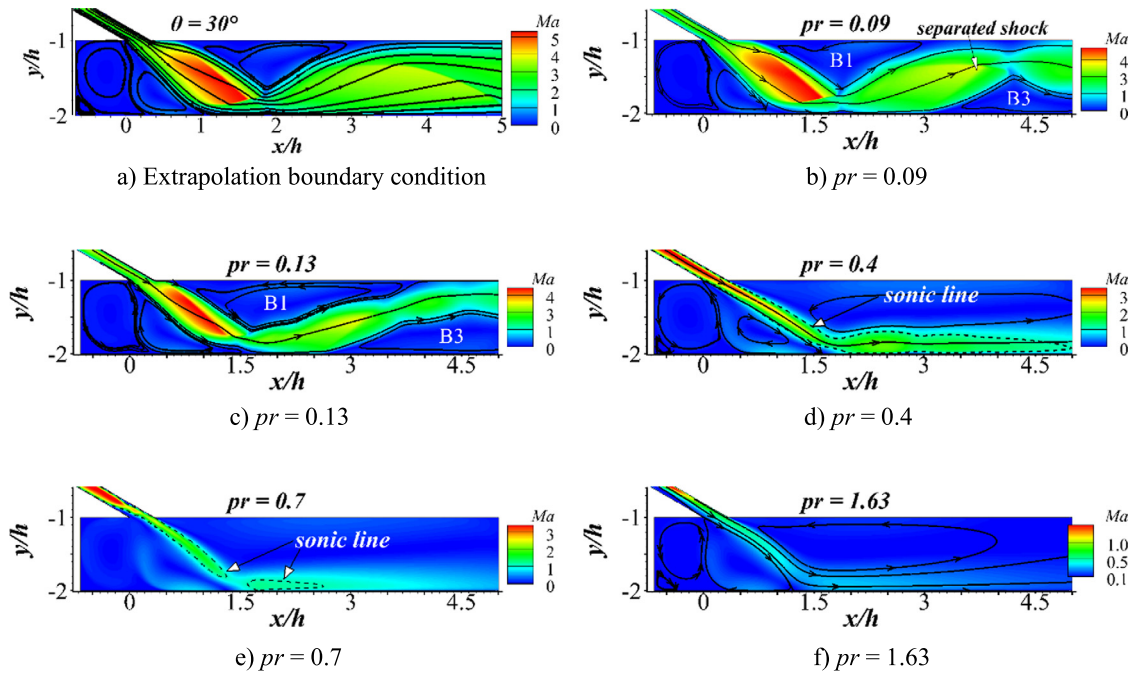 θ = 30°
Ma
5
4
3
2
1
0
y/h
-1
-2
0
1
2
3
4
5
x/h
a) Extrapolation boundary condition
pr = 0.09
separated shock
B1
B3
Ma
4
3
2
1
0
y/h
-1
-2
0
1.5
3
4.5
x/h
b) pr = 0.09
pr = 0.13
B1
B3
Ma
4
3
2
1
0
y/h
-1
-2
0
1.5
3
4.5
x/h
c) pr = 0.13
pr = 0.4
sonic line
Ma
3
2
1
0
y/h
-1
-2
0
1.5
3
4.5
x/h
d) pr = 0.4
pr = 0.7
sonic line
Ma
3
2
1
0
y/h
-1
-2
0
1.5
3
4.5
x/h
e) pr = 0.7
pr = 1.63
Ma
1.0
0.5
0.1
y/h
-1
-2
0
1.5
3
4.5
x/h
f) pr = 1.63